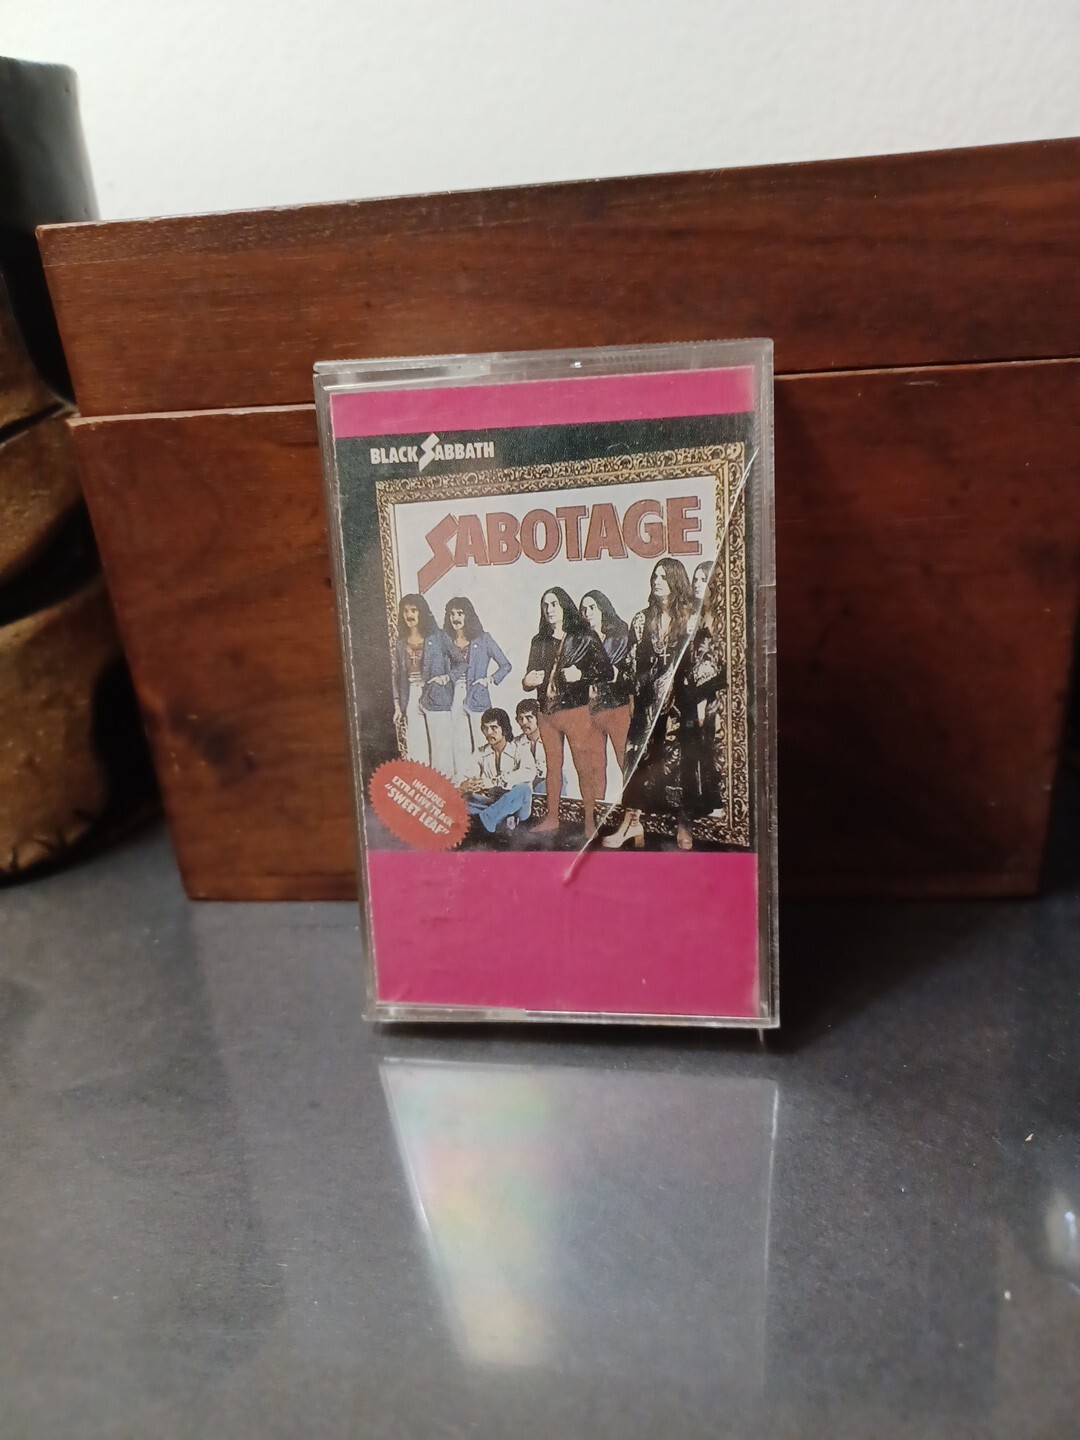 BLACK SABBATH
SABOTAGE
INCLUDES
EXTRA LIVE TRACK
"SWEET LEAF"